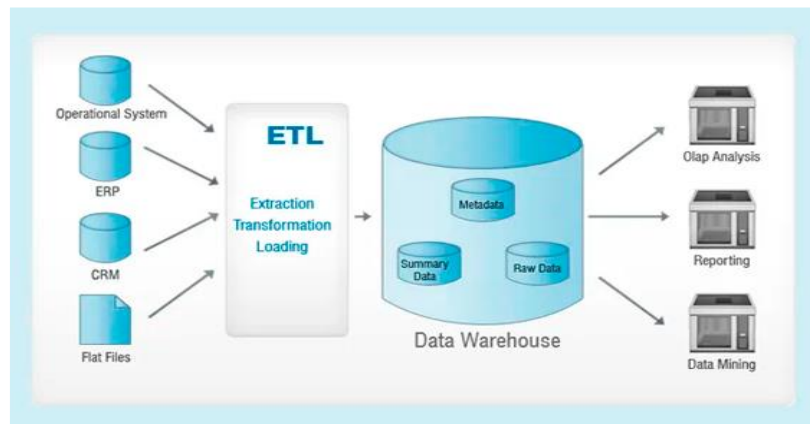 Operational System
ERP
CRM
Flat Files
ETL
Extraction
Transformation
Loading
Metadata
Summary
Data
Raw Data
Data Warehouse
Olap Analysis
Reporting
Data Mining